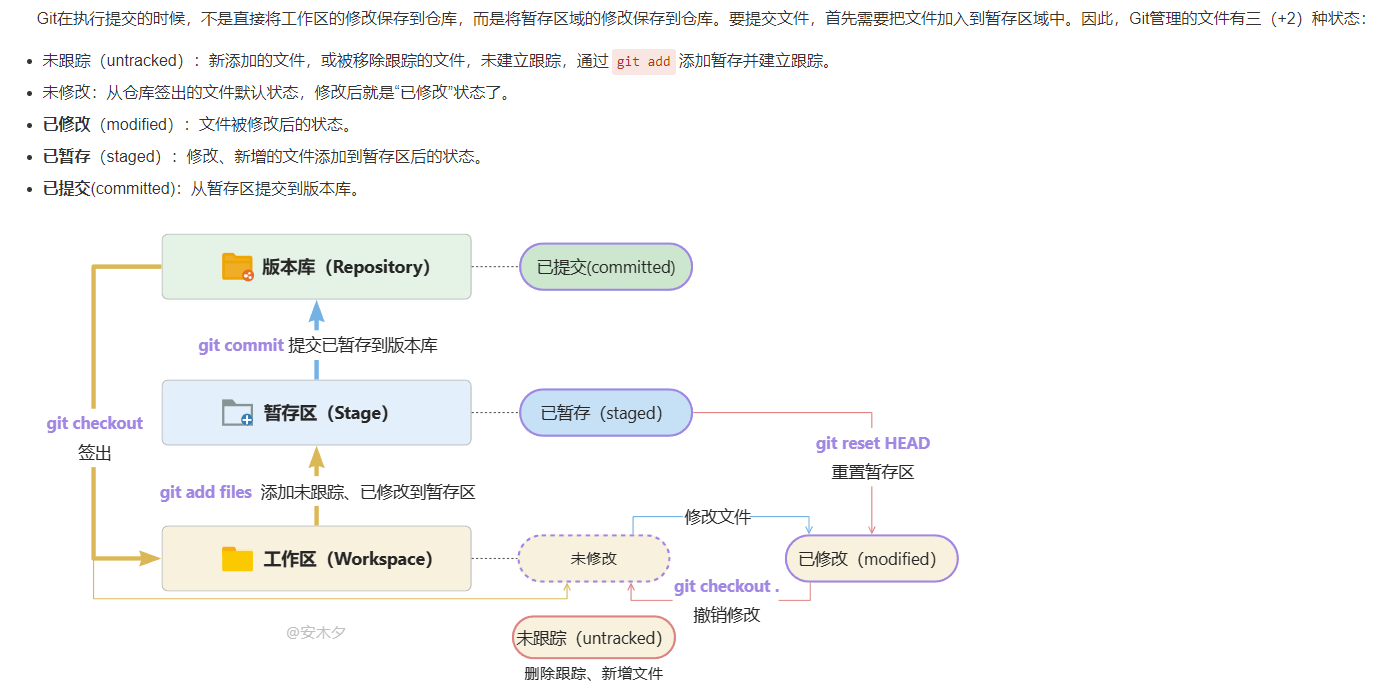 Git在执行提交的时候，不是直接将工作区的修改保存到仓库，而是将暂存区域的修改保存到仓库。要提交文件，首先需要把文件加入到暂存区域中。因此，Git管理的文件有三（+2）种状态：
未跟踪（untracked）：新添加的文件，或被移除跟踪的文件，未建立跟踪，通过 git add 添加暂存并建立跟踪。
未修改：从仓库签出的文件默认状态，修改后就是“已修改”状态了。
已修改（modified）：文件被修改后的状态。
已暂存（staged）：修改、新增的文件添加到暂存区后的状态。
已提交(committed)：从暂存区提交到版本库。
版本库（Repository）
已提交(committed)
git commit 提交已暂存到版本库
暂存区（Stage）
已暂存（staged）
git checkout
签出
git reset HEAD
重置暂存区
git add files 添加未跟踪、已修改到暂存区
修改文件
工作区（Workspace）
未修改
已修改（modified）
git checkout .
撤销修改
@安木夕
未跟踪（untracked）
删除跟踪、新增文件